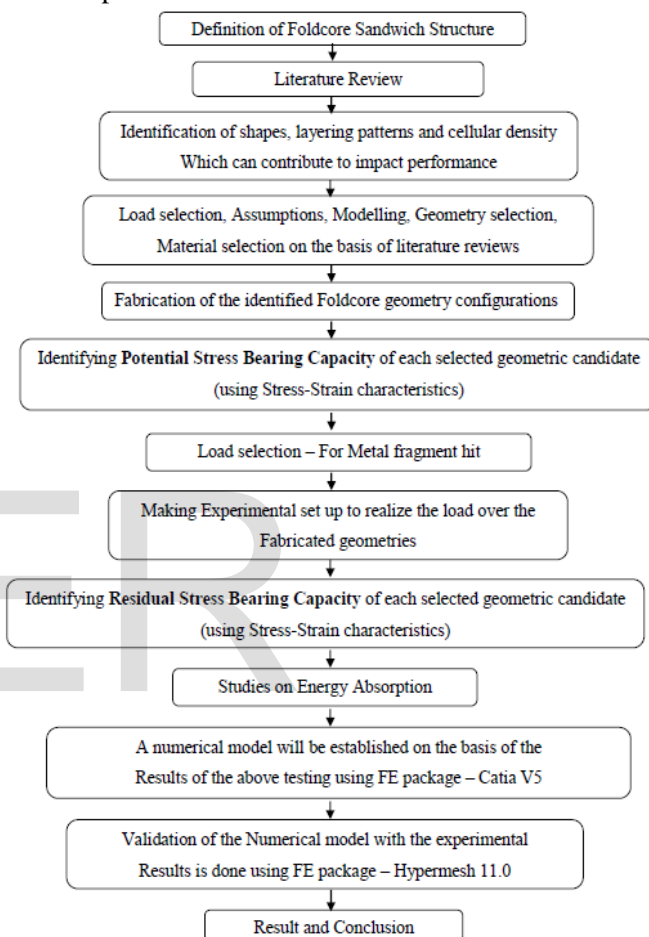 Definition of Foldcore Sandwich Structure
Literature Review
Identification of shapes, layering patterns and cellular density
Which can contribute to impact performance
Load selection, Assumptions, Modelling, Geometry selection,
Material selection on the basis of literature reviews
Fabrication of the identified Foldcore geometry configurations
Identifying Potential Stress Bearing Capacity of each selected geometric candidate
(using Stress-Strain characteristics)
Load selection – For Metal fragment hit
Making Experimental set up to realize the load over the
Fabricated geometries
Identifying Residual Stress Bearing Capacity of each selected geometric candidate
(using Stress-Strain characteristics)
Studies on Energy Absorption
A numerical model will be established on the basis of the
Results of the above testing using FE package – Catia V5
Validation of the Numerical model with the experimental
Results is done using FE package – Hypermesh 11.0
Result and Conclusion
ER